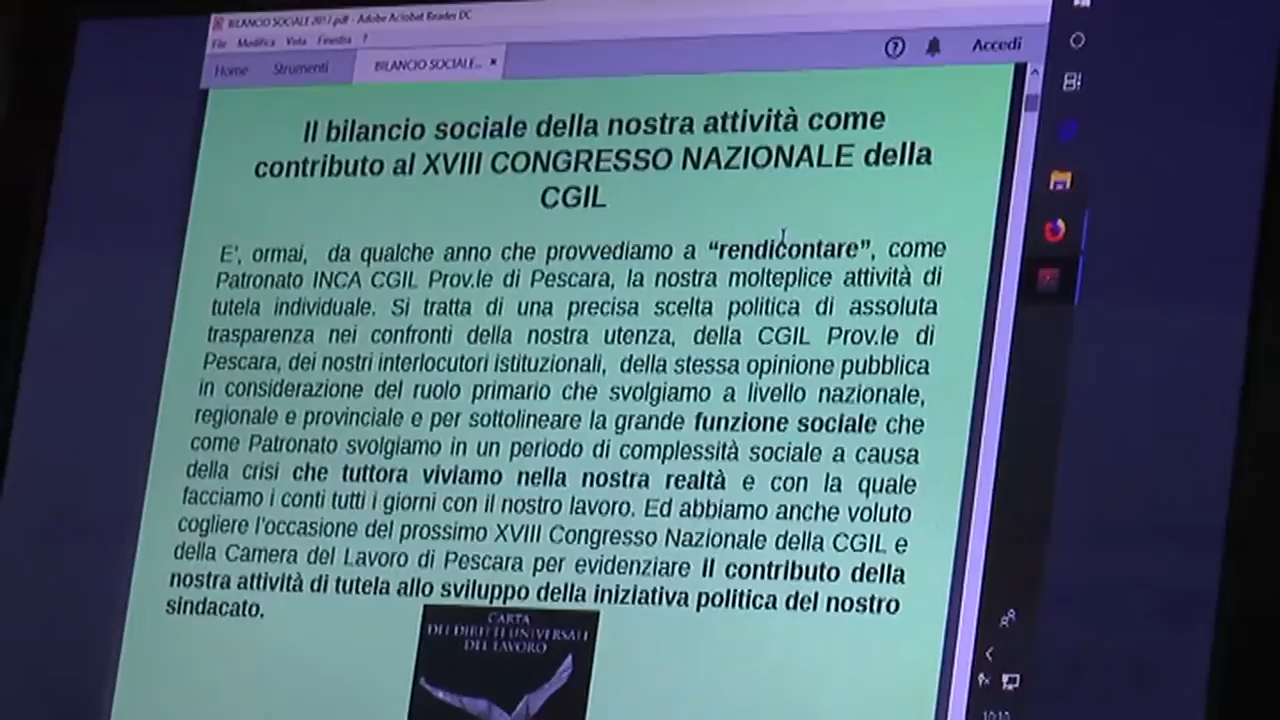 BILANCIO SOCIALE 2017.pdf - Adobe Acrobat Reader DC
File Modifica Vista Finestra ?
Home Strumenti BILANCIO SOCIALE... × Accedi
Il bilancio sociale della nostra attività come
contributo al XVIII CONGRESSO NAZIONALE della
CGIL
E', ormai, da qualche anno che provvediamo a “rendicontare”, come
Patronato INCA CGIL Prov.le di Pescara, la nostra molteplice attività di
tutela individuale. Si tratta di una precisa scelta politica di assoluta
trasparenza nei confronti della nostra utenza, della CGIL Prov.le di
Pescara, dei nostri interlocutori istituzionali, della stessa opinione pubblica
in considerazione del ruolo primario che svolgiamo a livello nazionale,
regionale e provinciale e per sottolineare la grande funzione sociale che
come Patronato svolgiamo in un periodo di complessità sociale a causa
della crisi che tuttora viviamo nella nostra realtà e con la quale
facciamo i conti tutti i giorni con il nostro lavoro. Ed abbiamo anche voluto
cogliere l'occasione del prossimo XVIII Congresso Nazionale della CGIL e
della Camera del Lavoro di Pescara per evidenziare il contributo della
nostra attività di tutela allo sviluppo della iniziativa politica del nostro
sindacato.
CARTA
DEI DIRITTI UNIVERSALI
DEL LAVORO